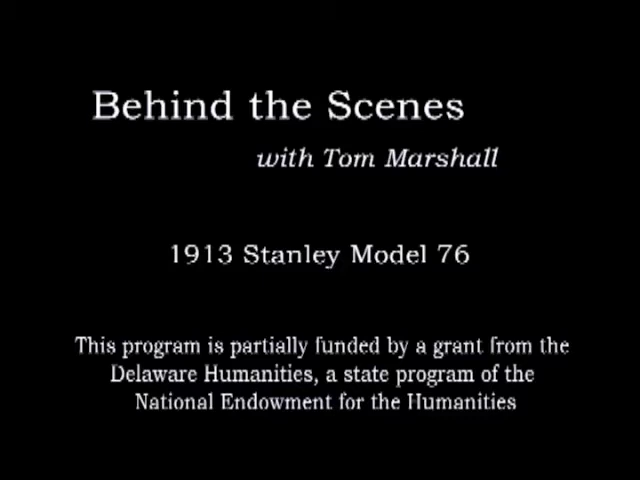 Behind the Scenes
with Tom Marshall
1913 Stanley Model 76
This program is partially funded by a grant from the
Delaware Humanities, a state program of the
National Endowment for the Humanities